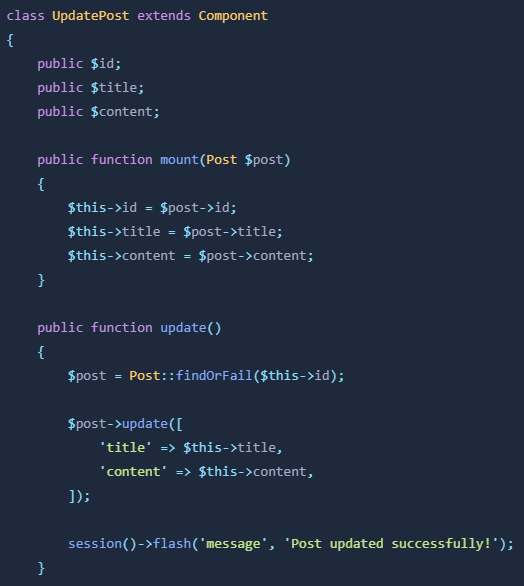 class UpdatePost extends Component
{
    public $id;
    public $title;
    public $content;

    public function mount(Post $post)
    {
        $this->id = $post->id;
        $this->title = $post->title;
        $this->content = $post->content;
    }

    public function update()
    {
        $post = Post::findOrFail($this->id);

        $post->update([
            'title' => $this->title,
            'content' => $this->content,
        ]);

        session()->flash('message', 'Post updated successfully!');
    }